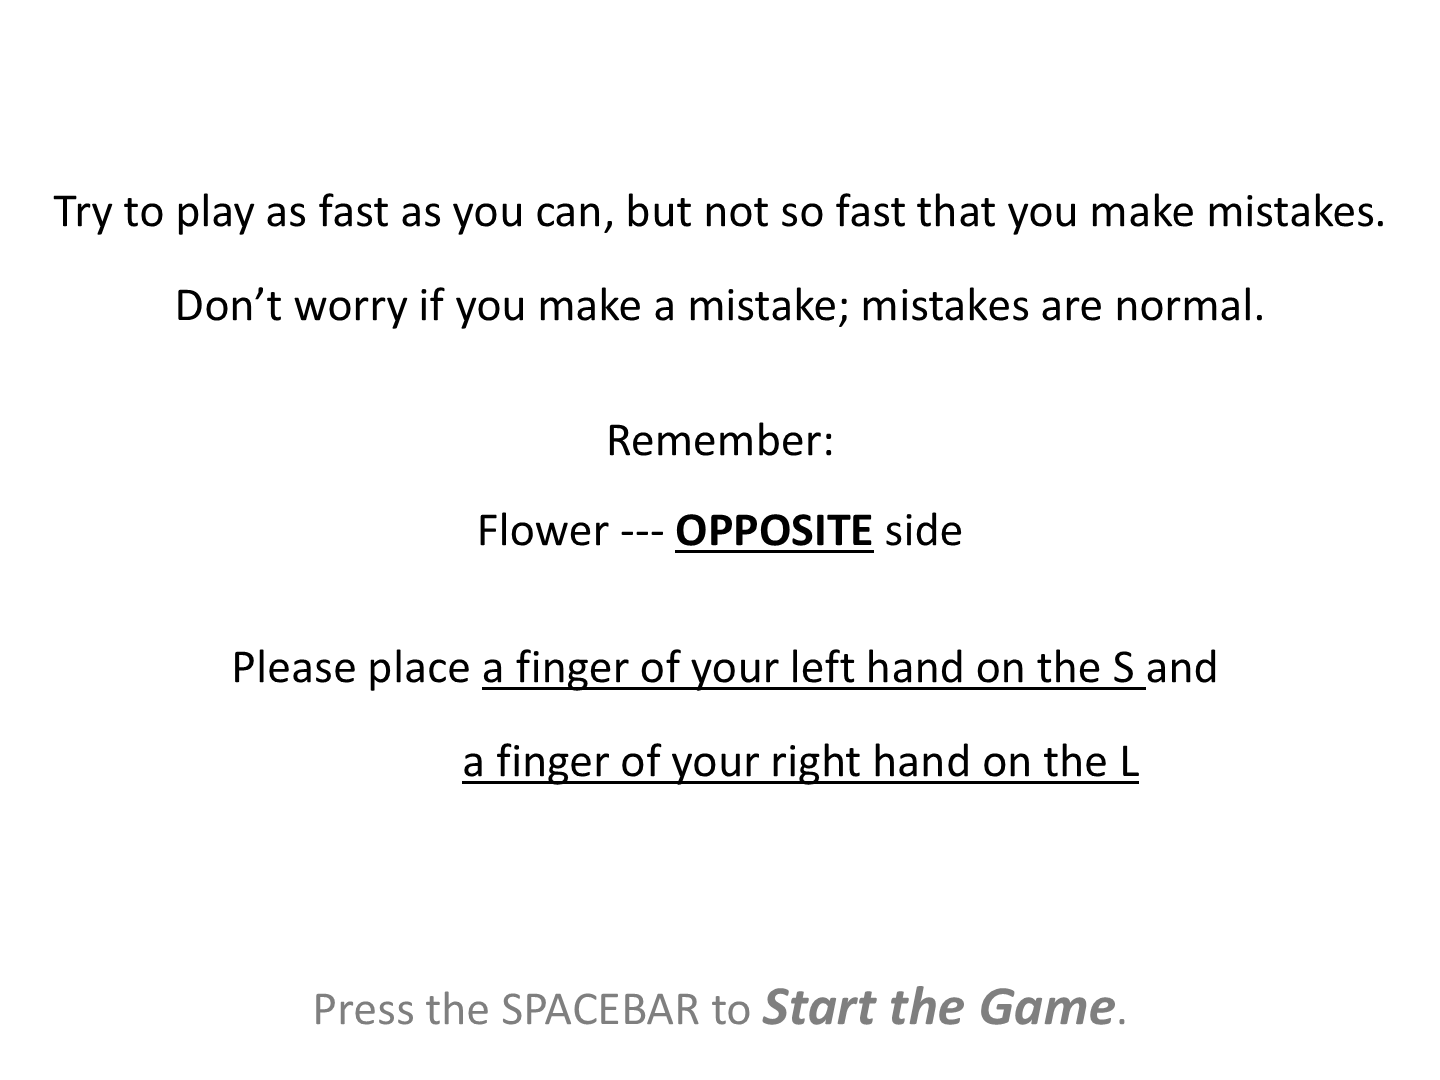 Try to play as fast as you can, but not so fast that you make mistakes.
Don’t worry if you make a mistake; mistakes are normal.
Remember:
Flower --- OPPOSITE side
Please place a finger of your left hand on the S and
a finger of your right hand on the L
Press the SPACEBAR to Start the Game.